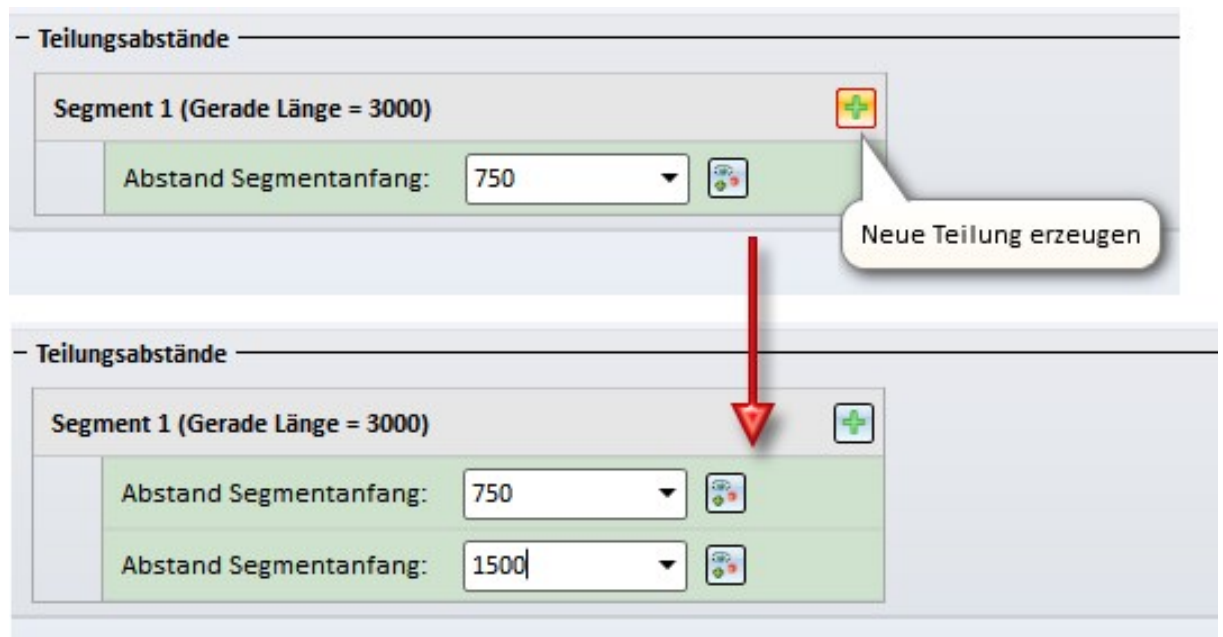 Teilungsabstände
Segment 1 (Gerade Länge = 3000)
Abstand Segmentanfang: 750
Neue Teilung erzeugen
Teilungsabstände
Segment 1 (Gerade Länge = 3000)
Abstand Segmentanfang: 750
Abstand Segmentanfang: 1500